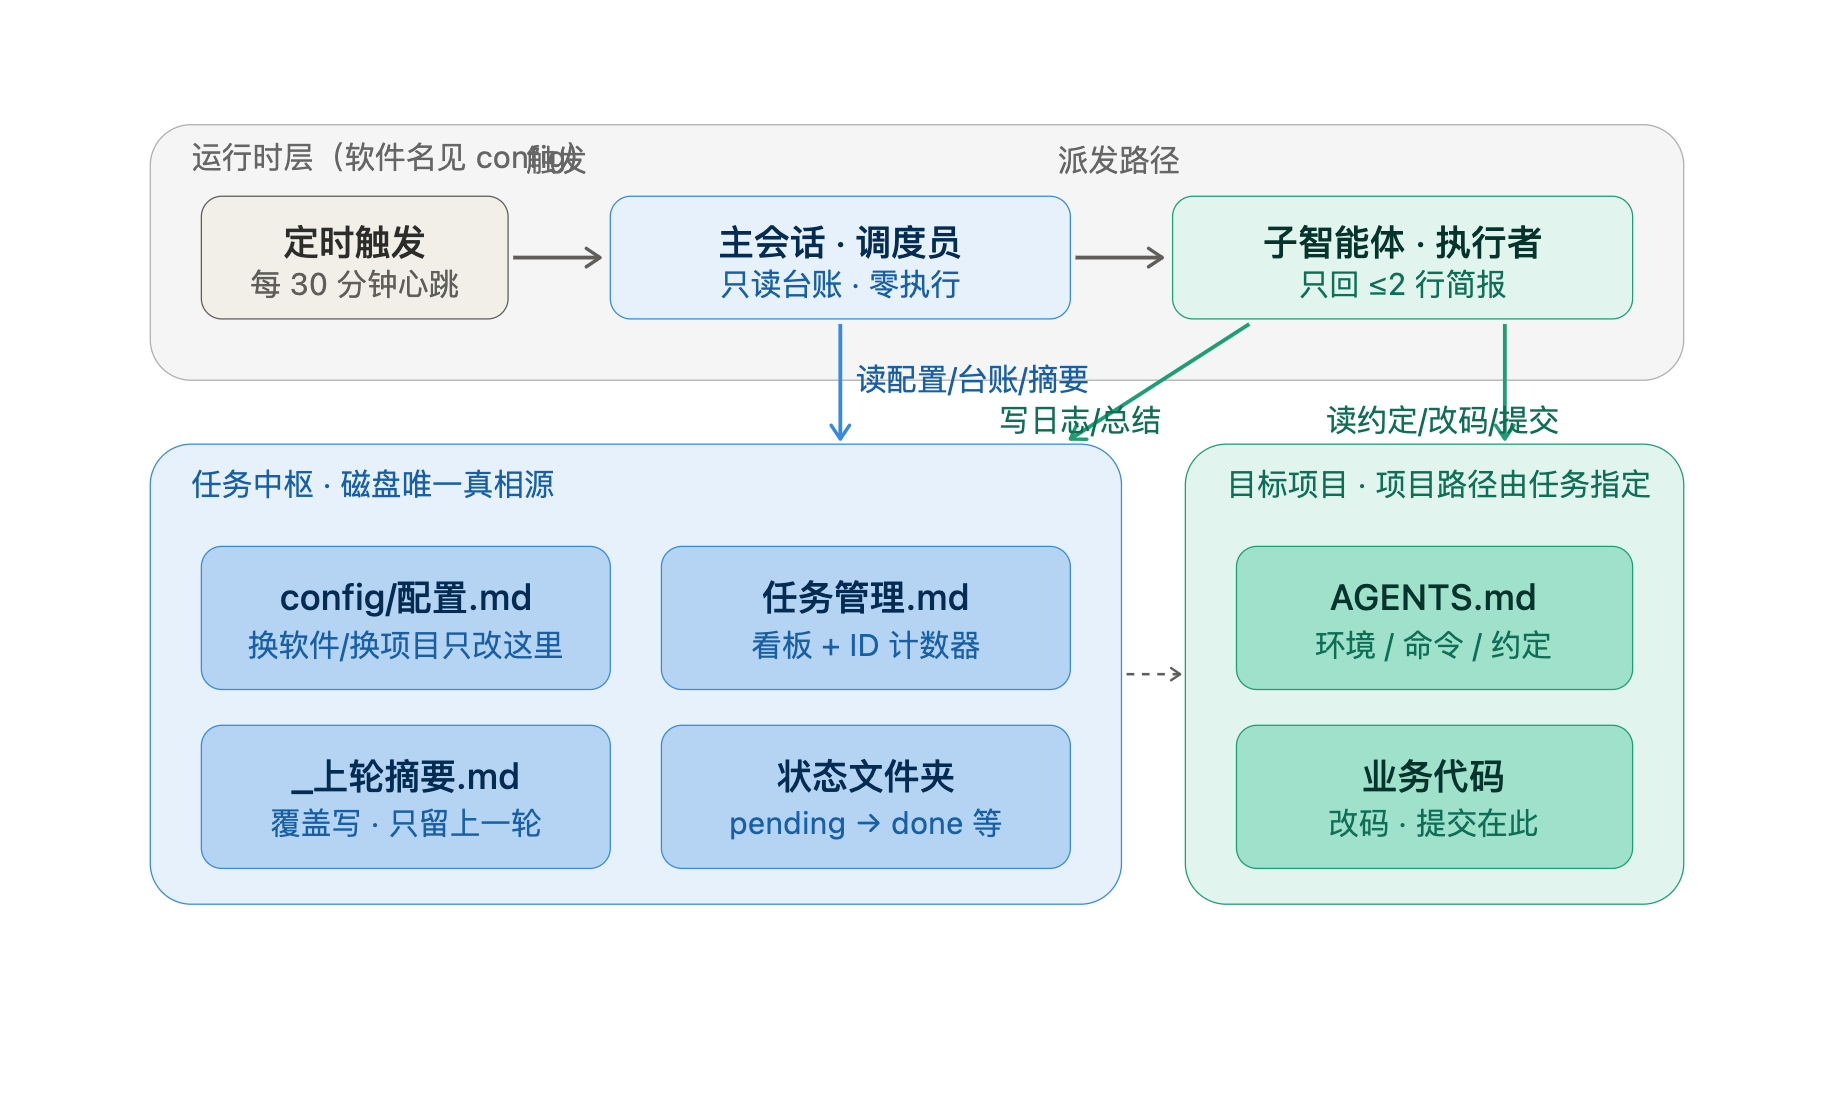 运行时层（软件名见 config）
触发
派发路径
定时触发
每 30 分钟心跳
主会话 · 调度员
只读台账 · 零执行
子智能体 · 执行者
只回 ≤2 行简报
读配置/台账/摘要
写日志/总结
读约定/改码/提交
任务中枢 · 磁盘唯一真相源
config/配置.md
换软件/换项目只改这里
任务管理.md
看板 + ID 计数器
_上轮摘要.md
覆盖写 · 只留上一轮
状态文件夹
pending → done 等
目标项目 · 项目路径由任务指定
AGENTS.md
环境 / 命令 / 约定
业务代码
改码 · 提交在此